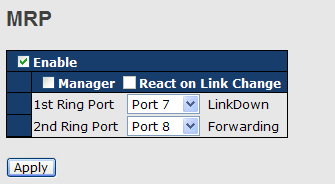 MRP
Enable
Manager React on Link Change
1st Ring Port Port 7 LinkDown
2nd Ring Port Port 8 Forwarding
Apply